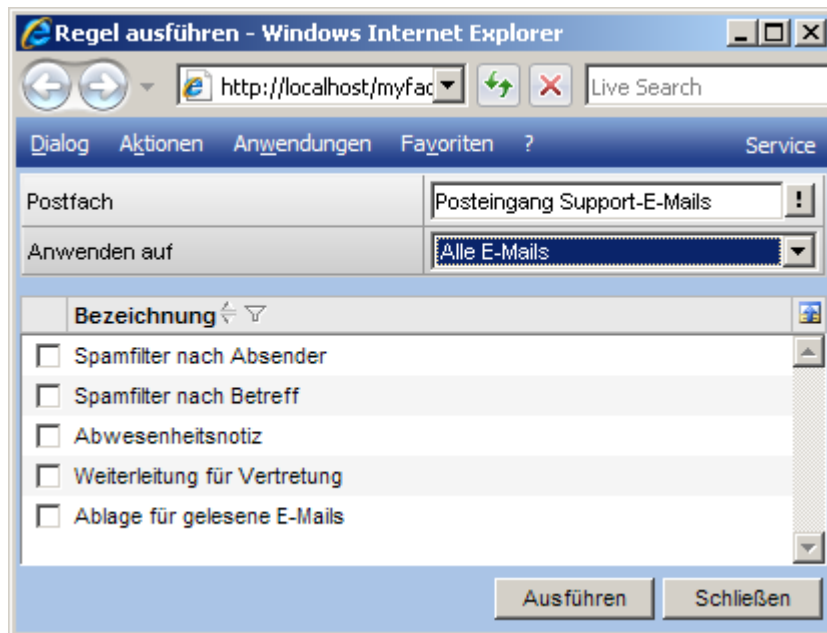 Regel ausführen - Windows Internet Explorer
http://localhost/myfac
Live Search
Dialog Aktionen Anwendungen Favoriten ? Service
Postfach Posteingang Support-E-Mails !
Anwenden auf Alle E-Mails
Bezeichnung
Spamfilter nach Absender
Spamfilter nach Betreff
Abwesenheitsnotiz
Weiterleitung für Vertretung
Ablage für gelesene E-Mails
Ausführen Schließen